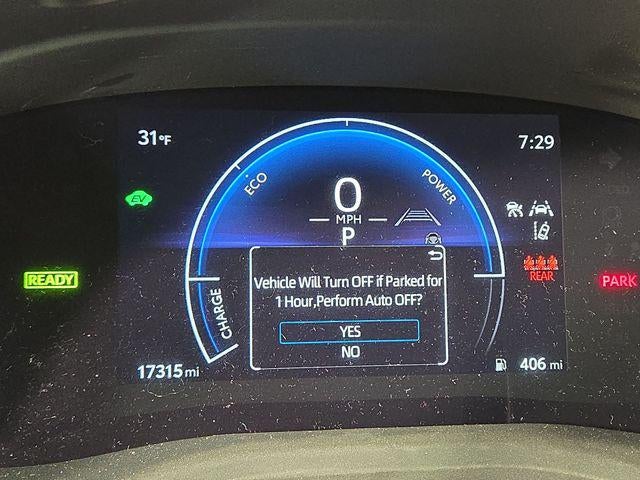 31°F
7:29
EV
ECO
POWER
0
MPH
P
READY
REAR
PARK
CHARGE
Vehicle Will Turn OFF if Parked for
1 Hour,Perform Auto OFF?
YES
NO
17315 mi
406 mi